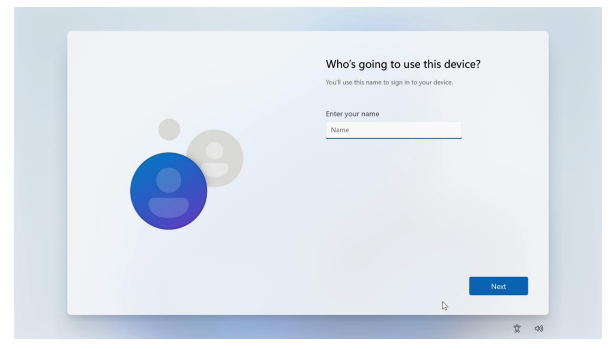 Who's going to use this device?
You'll use this name to sign in to your device.
Enter your name
Name
Next